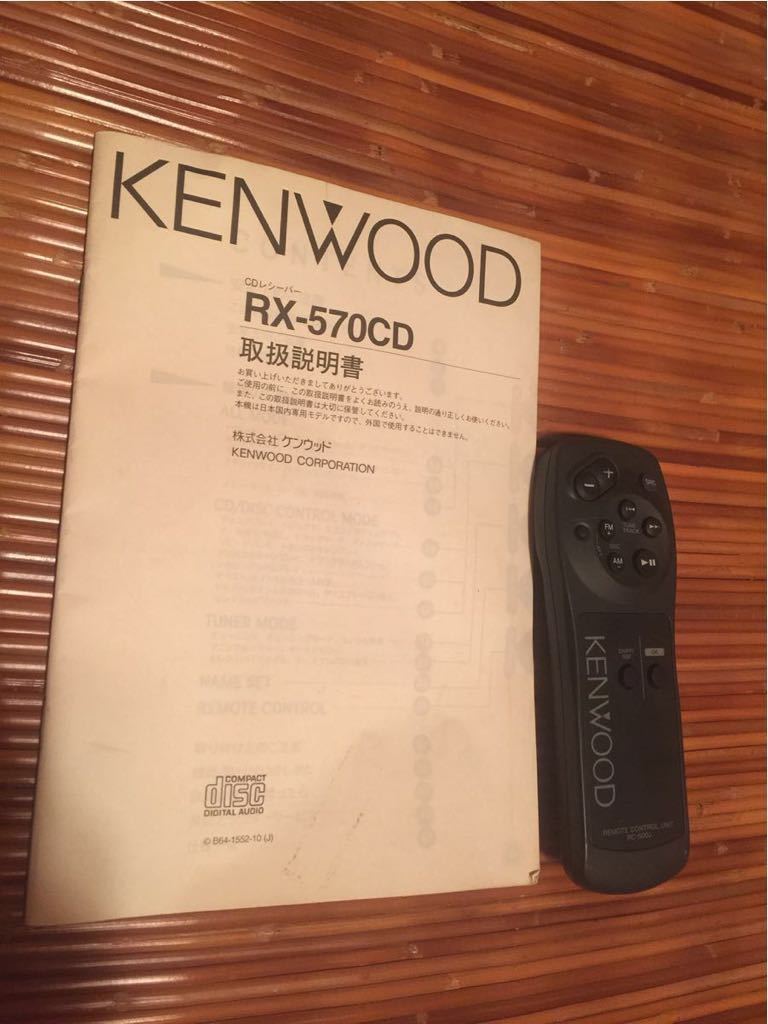 KENWOOD
CDレシーバー
RX-570CD
取扱説明書
お買い上げいただきましてありがとうございます。
ご使用の前に、この取扱説明書をよくお読みのうえ、説明の通り正しくお使いください。
また、この取扱説明書は大切に保管してください。
本機は日本国内専用モデルですので、外国で使用することはできません。
株式会社 ケンウッド
KENWOOD CORPORATION
CD/DISC CONTROL MODE
TUNER MODE
NAME SET
REMOTE CONTROL
COMPACT
disc
DIGITAL AUDIO
© B64-1552-10 (J)
SRC
FM
TRACK
AM
KENWOOD
REMOTE CONTROL UNIT